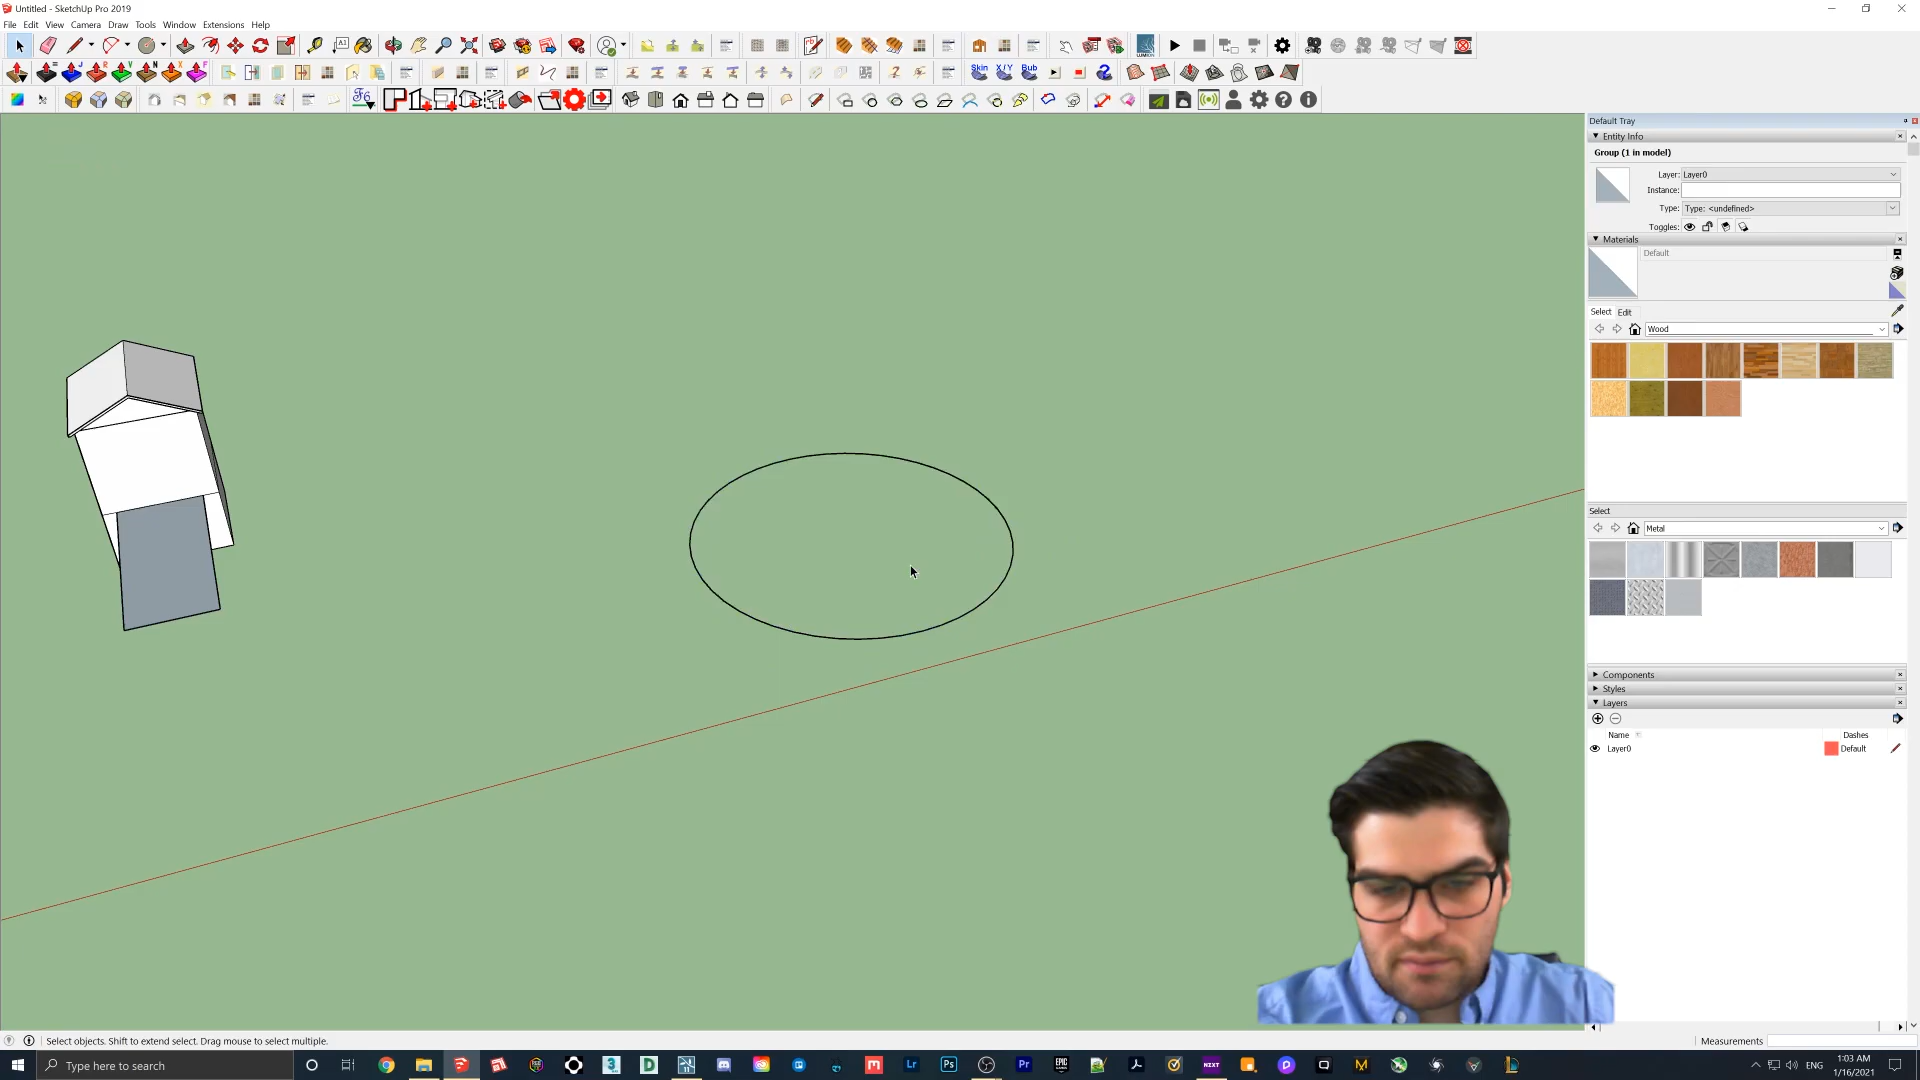 Untitled - SketchUp Pro 2019
File Edit View Camera Draw Tools Window Extensions Help
Skin X/Y Bub
Default Tray
Entity Info
Group (1 in model)
Layer: Layer0
Instance:
Type: Type: <undefined>
Toggles:
Materials
Default
Select Edit
Wood
Select
Metal
Components
Styles
Layers
Name Dashes
Layer0 Default
Select objects. Shift to extend select. Drag mouse to select multiple.
Measurements
Type here to search
ENG
1:03 AM
1/16/2021